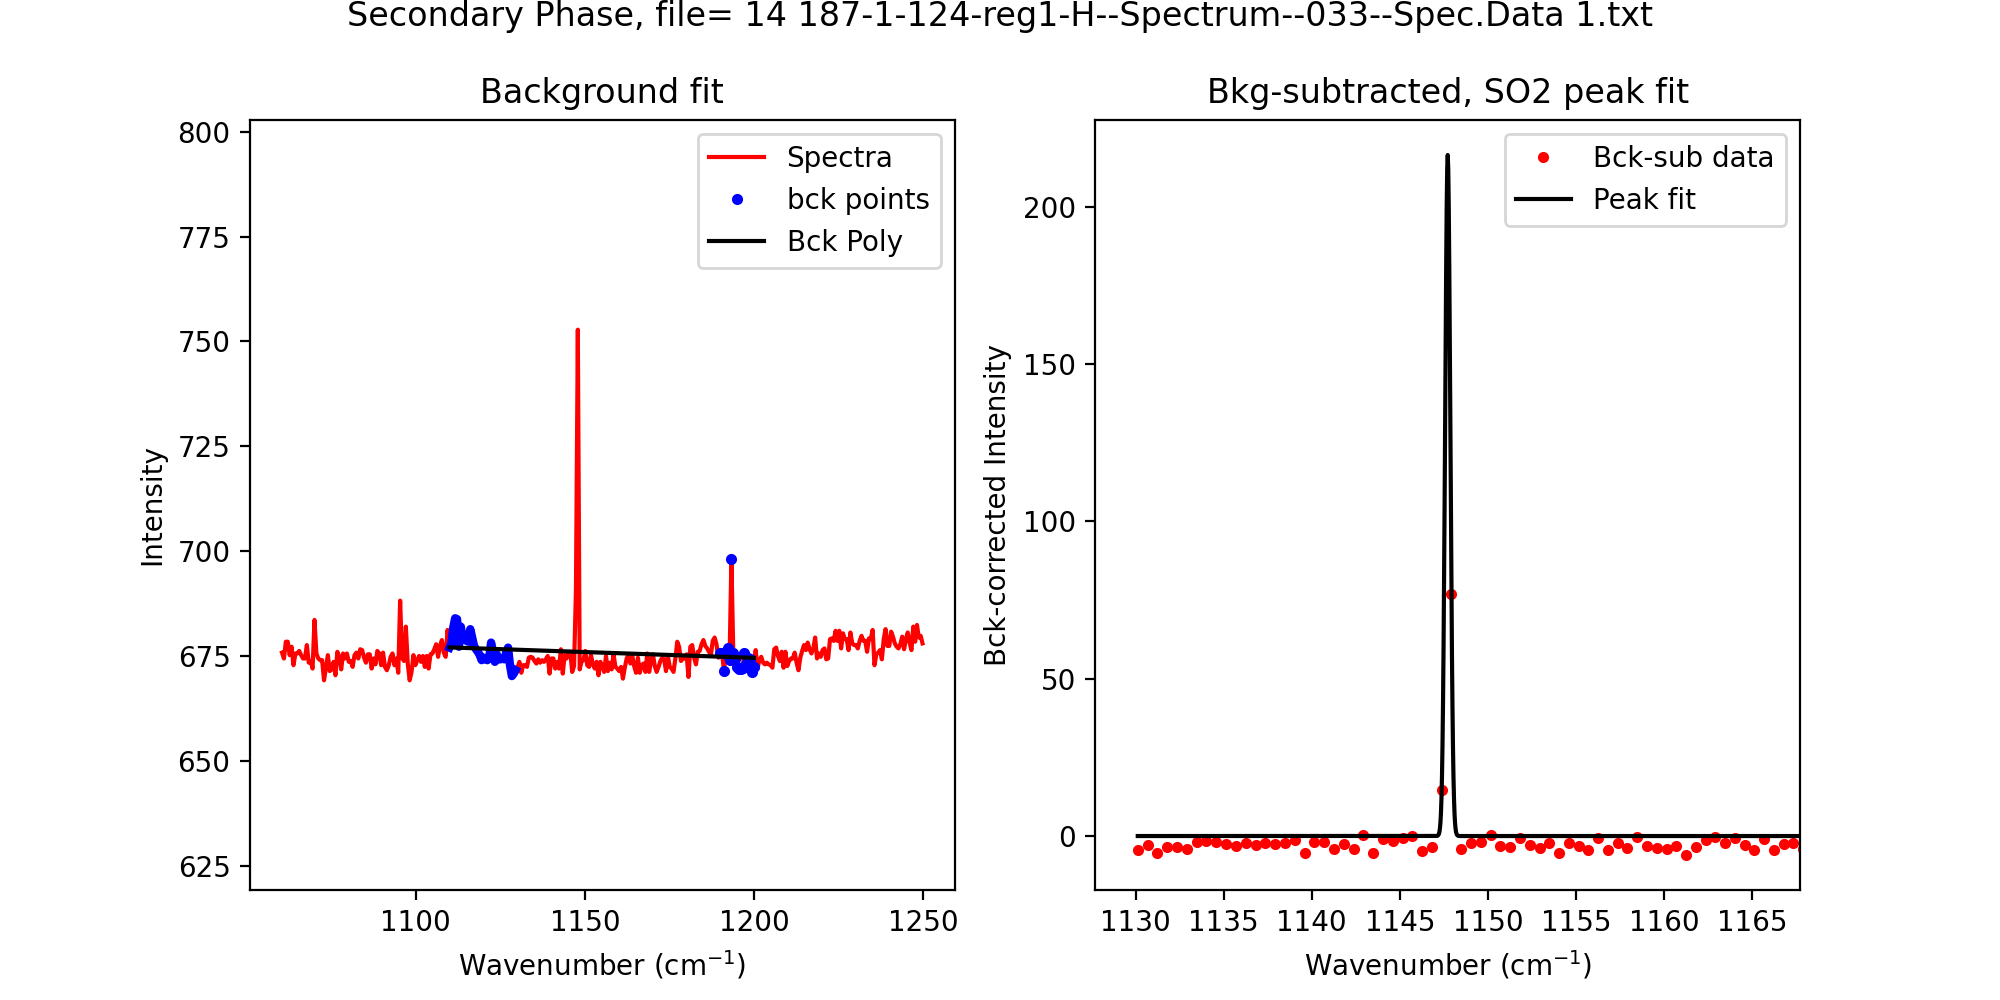 Secondary Phase, file= 14 187-1-124-reg1-H--Spectrum--033--Spec.Data 1.txt
Background fit
800
775
750
725
700
675
650
625
Intensity
1100
1150
1200
1250
Wavenumber (cm⁻¹)
Spectra
bck points
Bck Poly
Bkg-subtracted, SO2 peak fit
200
150
100
50
0
Bck-corrected Intensity
1130
1135
1140
1145
1150
1155
1160
1165
Wavenumber (cm⁻¹)
Bck-sub data
Peak fit